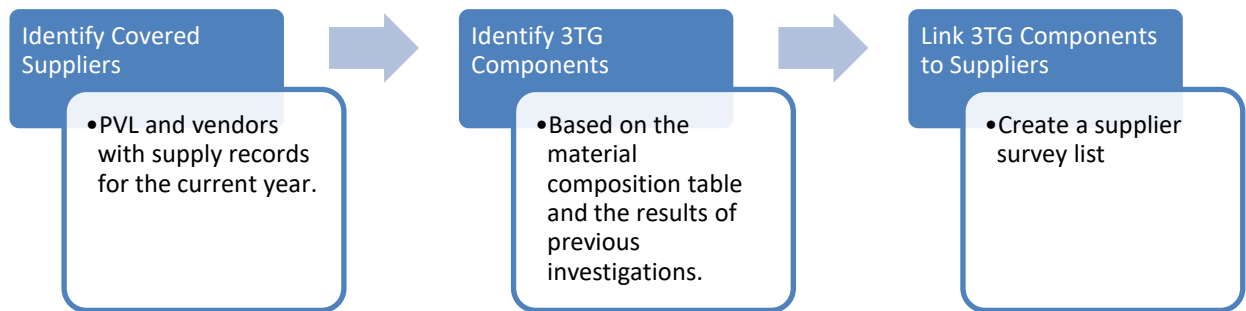 Identify Covered
Suppliers
•PVL and vendors
with supply records
for the current year.
Identify 3TG
Components
•Based on the
material
composition table
and the results of
previous
investigations.
Link 3TG Components
to Suppliers
•Create a supplier
survey list